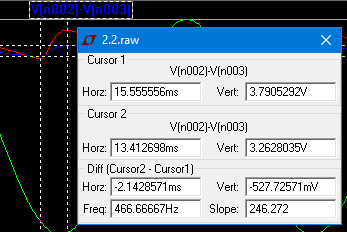 V(n002)-V(n003)
2.2.raw
Cursor 1
V(n002)-V(n003)
Horz: 15.555556ms Vert: 3.7905292V
Cursor 2
V(n002)-V(n003)
Horz: 13.412698ms Vert: 3.2628035V
Diff (Cursor2 - Cursor1)
Horz: -2.1428571ms Vert: -527.72571mV
Freq: 466.66667Hz Slope: 246.272